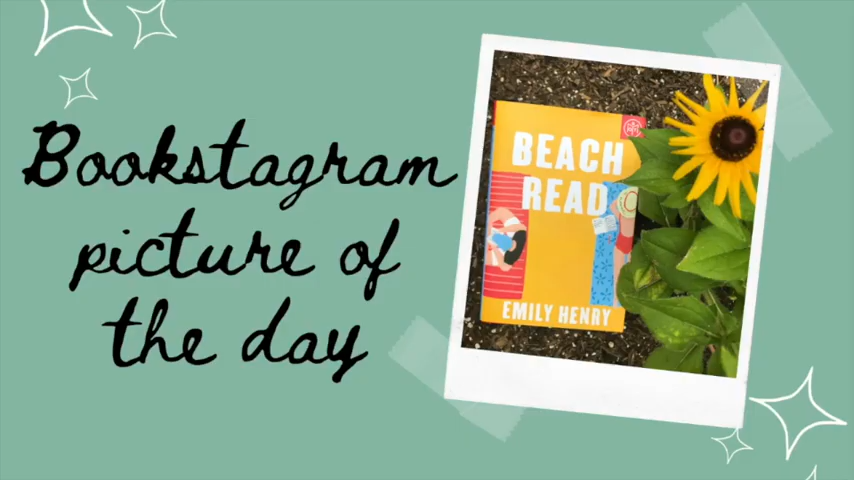 Bookstagram
picture of
the day
BEACH
READ
EMILY HENRY